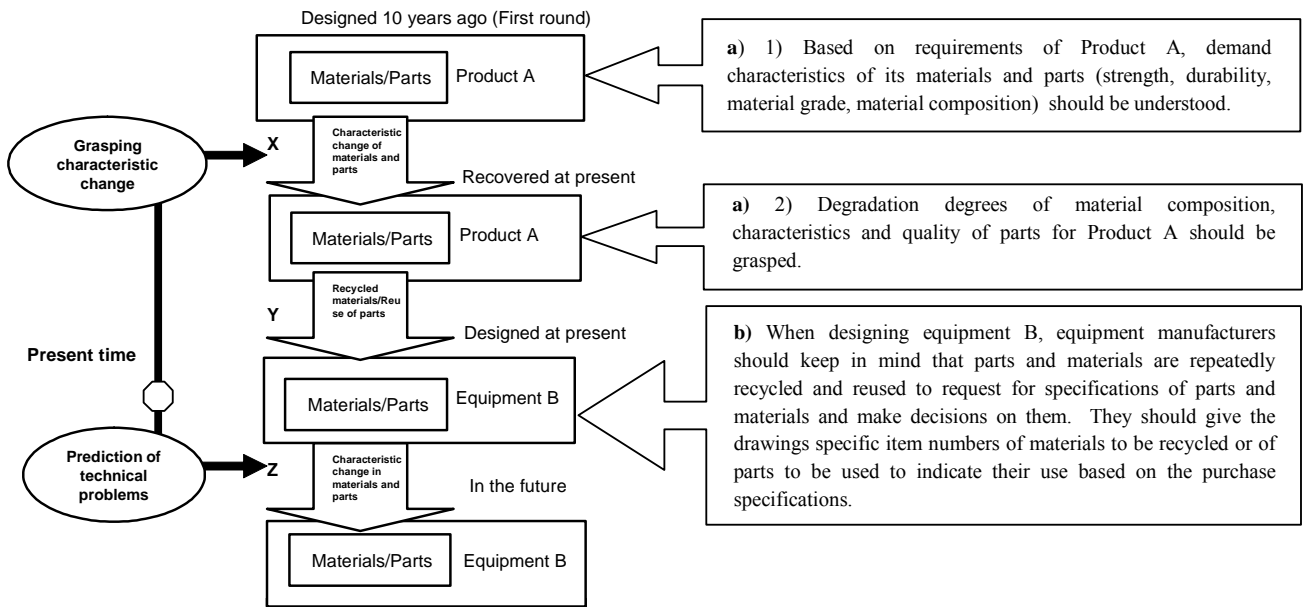 Designed 10 years ago (First round)
Materials/Parts
Product A
a) 1) Based on requirements of Product A, demand
characteristics of its materials and parts (strength, durability,
material grade, material composition) should be understood.
Grasping
characteristic
change
X
Characteristic
change of
materials and
parts
Recovered at present
Materials/Parts
Product A
a) 2) Degradation degrees of material composition,
characteristics and quality of parts for Product A should be
grasped.
Y
Recycled
materials/Reu
se of parts
Designed at present
Present time
Materials/Parts
Equipment B
b) When designing equipment B, equipment manufacturers
should keep in mind that parts and materials are repeatedly
recycled and reused to request for specifications of parts and
materials and make decisions on them. They should give the
drawings specific item numbers of materials to be recycled or of
parts to be used to indicate their use based on the purchase
specifications.
Prediction of
technical
problems
Z
Characteristic
change in
materials and
parts
In the future
Materials/Parts
Equipment B